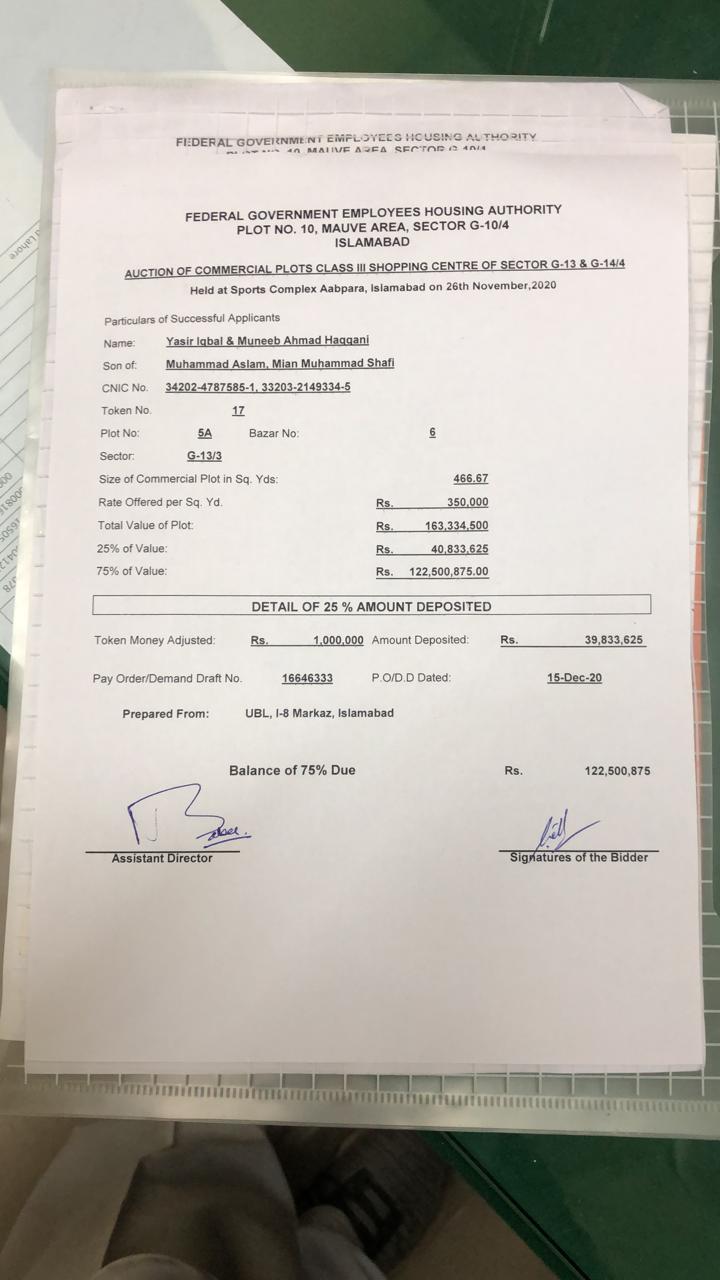 FEDERAL GOVERNMENT EMPLOYEES HOUSING AUTHORITY
10, MAUVE AREA, SECTOR G-10/4
FEDERAL GOVERNMENT EMPLOYEES HOUSING AUTHORITY
PLOT NO. 10, MAUVE AREA, SECTOR G-10/4
ISLAMABAD
AUCTION OF COMMERCIAL PLOTS CLASS III SHOPPING CENTRE OF SECTOR G-13 & G-14/4
Held at Sports Complex Aabpara, Islamabad on 26th November,2020
Particulars of Successful Applicants
Name: Yasir Iqbal & Muneeb Ahmad Haqqani
Son of: Muhammad Aslam, Mian Muhammad Shafi
CNIC No. 34202-4787585-1, 33203-2149334-5
Token No. 17
Plot No: 5A Bazar No: 6
Sector: G-13/3
Size of Commercial Plot in Sq. Yds: 466.67
Rate Offered per Sq. Yd. Rs. 350,000
Total Value of Plot: Rs. 163,334,500
25% of Value: Rs. 40,833,625
75% of Value: Rs. 122,500,875.00
DETAIL OF 25 % AMOUNT DEPOSITED
Token Money Adjusted: Rs. 1,000,000 Amount Deposited: Rs. 39,833,625
Pay Order/Demand Draft No. 16646333 P.O/D.D Dated: 15-Dec-20
Prepared From: UBL, I-8 Markaz, Islamabad
Balance of 75% Due Rs. 122,500,875
Assistant Director Signatures of the Bidder
Lahore